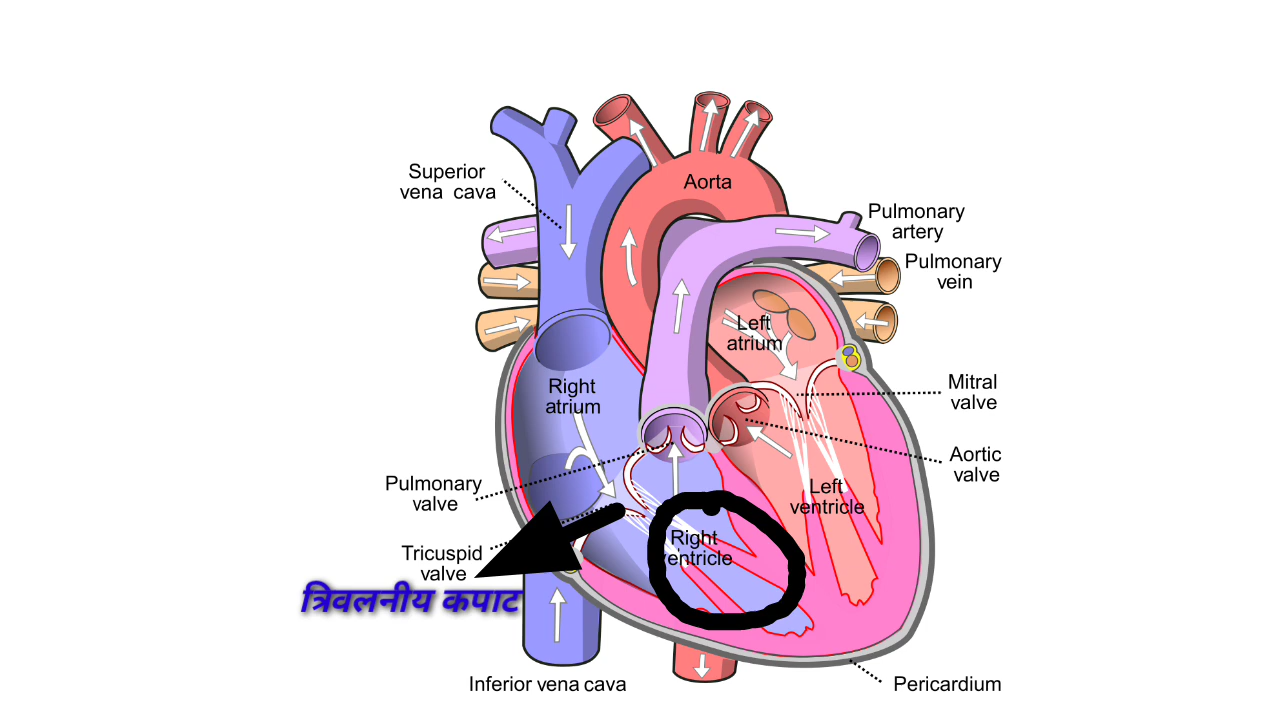 Superior
vena cava
Aorta
Pulmonary
artery
Pulmonary
vein
Left
atrium
Right
atrium
Mitral
valve
Aortic
valve
Pulmonary
valve
Left
ventricle
Right
ventricle
Tricuspid
valve
त्रिवलनीय कपाट
Inferior vena cava
Pericardium